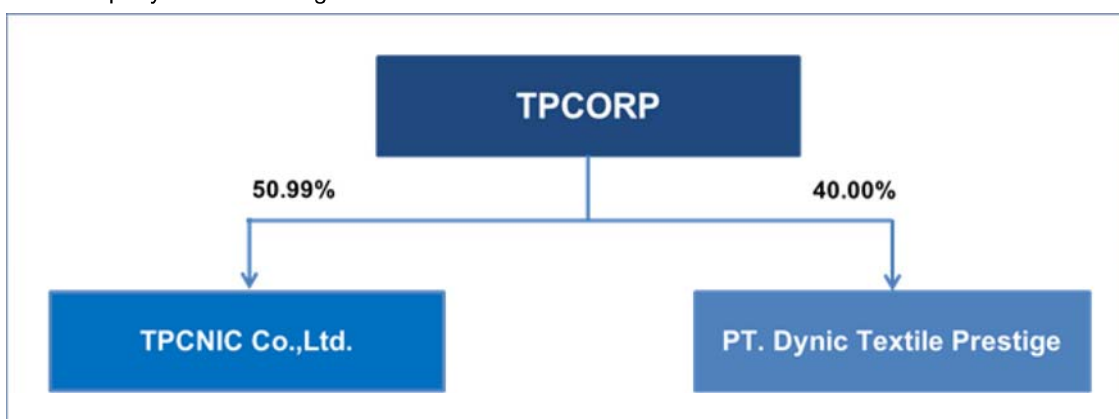 TPCORP
50.99%
40.00%
TPCNIC Co.,Ltd.
PT. Dynic Textile Prestige